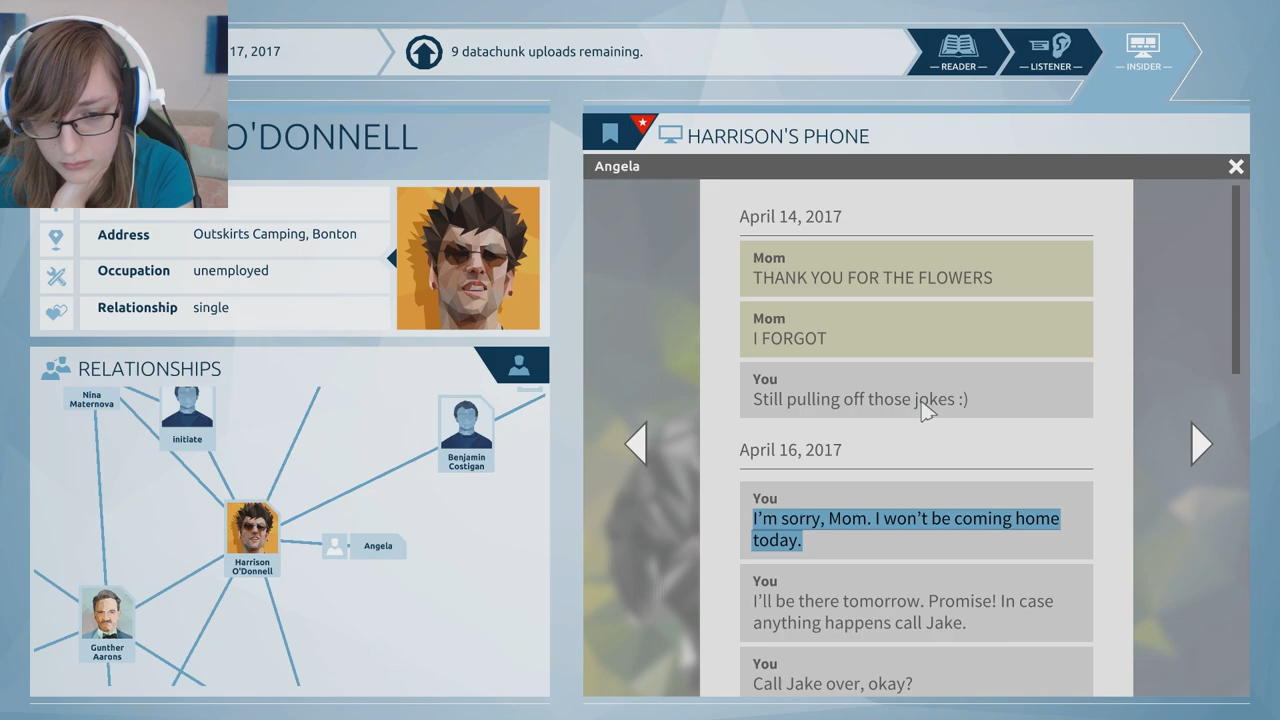 17, 2017
9 datachunk uploads remaining.
— READER —
— LISTENER —
— INSIDER —
O'DONNELL
Address Outskirts Camping, Bonton
Occupation unemployed
Relationship single
RELATIONSHIPS
Nina
Maternova
initiate
Benjamin
Costigan
Harrison
O'Donnell
Angela
Gunther
Aarons
HARRISON'S PHONE
Angela
April 14, 2017
Mom
THANK YOU FOR THE FLOWERS
Mom
I FORGOT
You
Still pulling off those jokes :)
April 16, 2017
You
I’m sorry, Mom. I won’t be coming home
today.
You
I’ll be there tomorrow. Promise! In case
anything happens call Jake.
You
Call Jake over, okay?